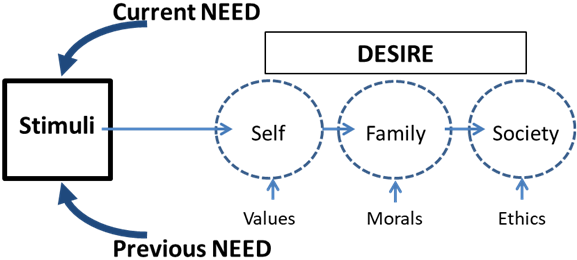 Current NEED
DESIRE
Stimuli
Self
Family
Society
Values
Morals
Ethics
Previous NEED